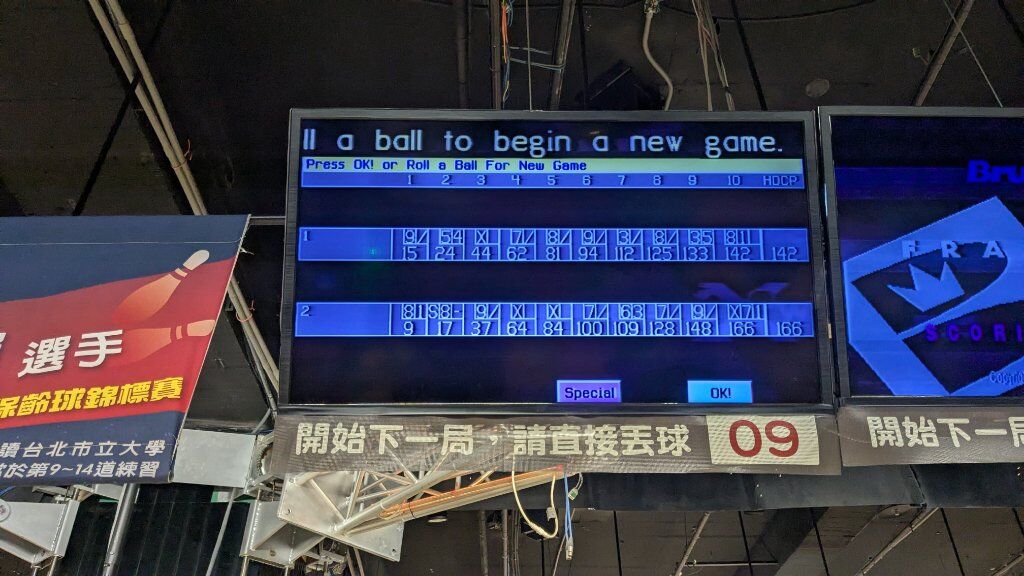 ll a ball to begin a new game.
Press OK! or Roll a Ball For New Game
1 2 3 4 5 6 7 8 9 10 HDCP
1 9/ 54 X 7/ 8/ 9/ 3/ 8/ 35 81
15 24 44 62 81 94 112 125 133 142 142
2 81 S8- 9/ X X 7/ 63 7/ 9/ X71
9 17 37 64 84 100 109 128 148 166 166
Special OK!
開始下一局，請直接丟球 09
Bru
FRA
SCORI
Copyri
開始下一局
選手
保齡球錦標賽
台北市立大學
於第9~14道練習